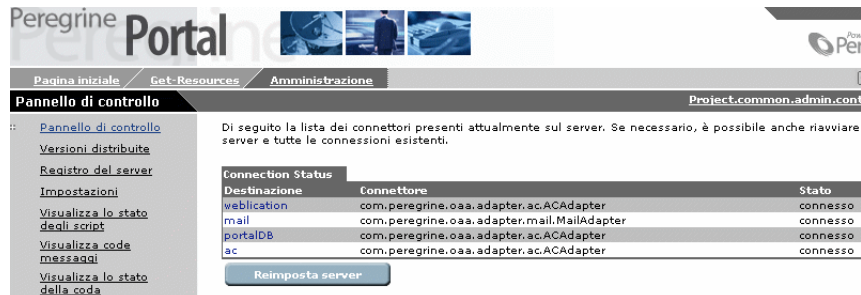 Peregrine Portal
Pagina iniziale Get-Resources Amministrazione
Pannello di controllo
Project.common.admin.cont
Pannello di controllo
Versioni distribuite
Registro del server
Impostazioni
Visualizza lo stato
degli script
Visualizza code
messaggi
Visualizza lo stato
della coda
Di seguito la lista dei connettori presenti attualmente sul server. Se necessario, è possibile anche riavviare
server e tutte le connessioni esistenti.
Connection Status
Destinazione Connettore Stato
weblication com.peregrine.oaa.adapter.ac.ACAdapter connesso
mail com.peregrine.oaa.adapter.mail.MailAdapter connesso
portalDB com.peregrine.oaa.adapter.ac.ACAdapter connesso
ac com.peregrine.oaa.adapter.ac.ACAdapter connesso
Reimposta server